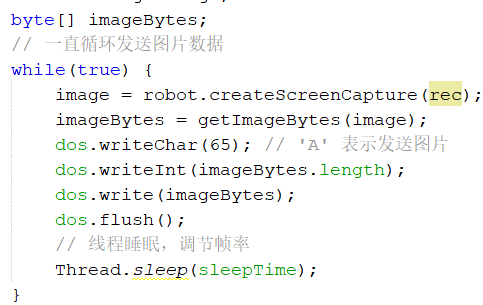 byte[] imageBytes;
// 一直循环发送图片数据
while(true) {
    image = robot.createScreenCapture(rec);
    imageBytes = getImageBytes(image);
    dos.writeChar(65); // 'A' 表示发送图片
    dos.writeInt(imageBytes.length);
    dos.write(imageBytes);
    dos.flush();
    // 线程睡眠，调节帧率
    Thread.sleep(sleepTime);
}